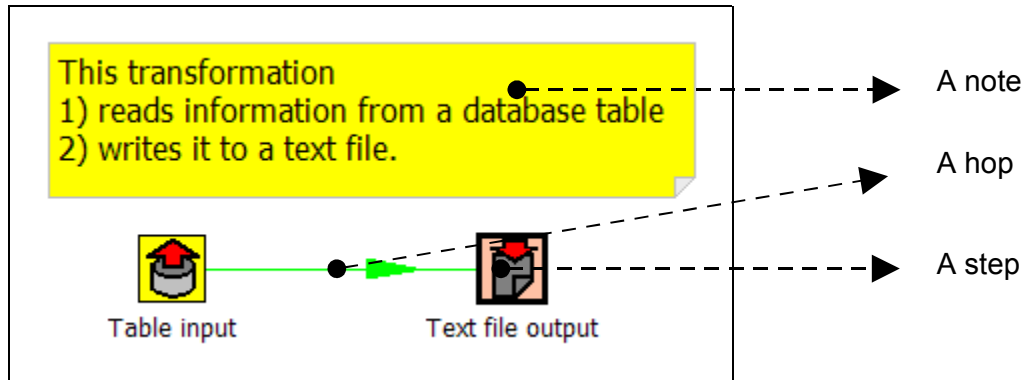 This transformation
1) reads information from a database table
2) writes it to a text file.
A note
A hop
A step
Table input
Text file output